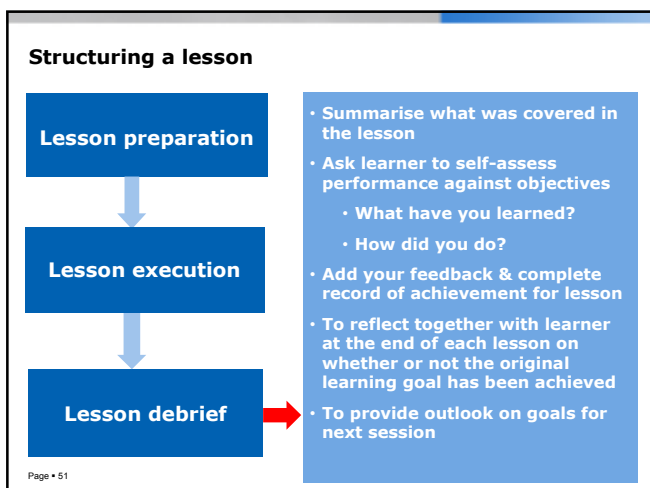 Structuring a lesson
Lesson preparation
Lesson execution
Lesson debrief
• Summarise what was covered in
the lesson
• Ask learner to self-assess
performance against objectives
• What have you learned?
• How did you do?
• Add your feedback & complete
record of achievement for lesson
• To reflect together with learner
at the end of each lesson on
whether or not the original
learning goal has been achieved
• To provide outlook on goals for
next session
Page ▪ 51